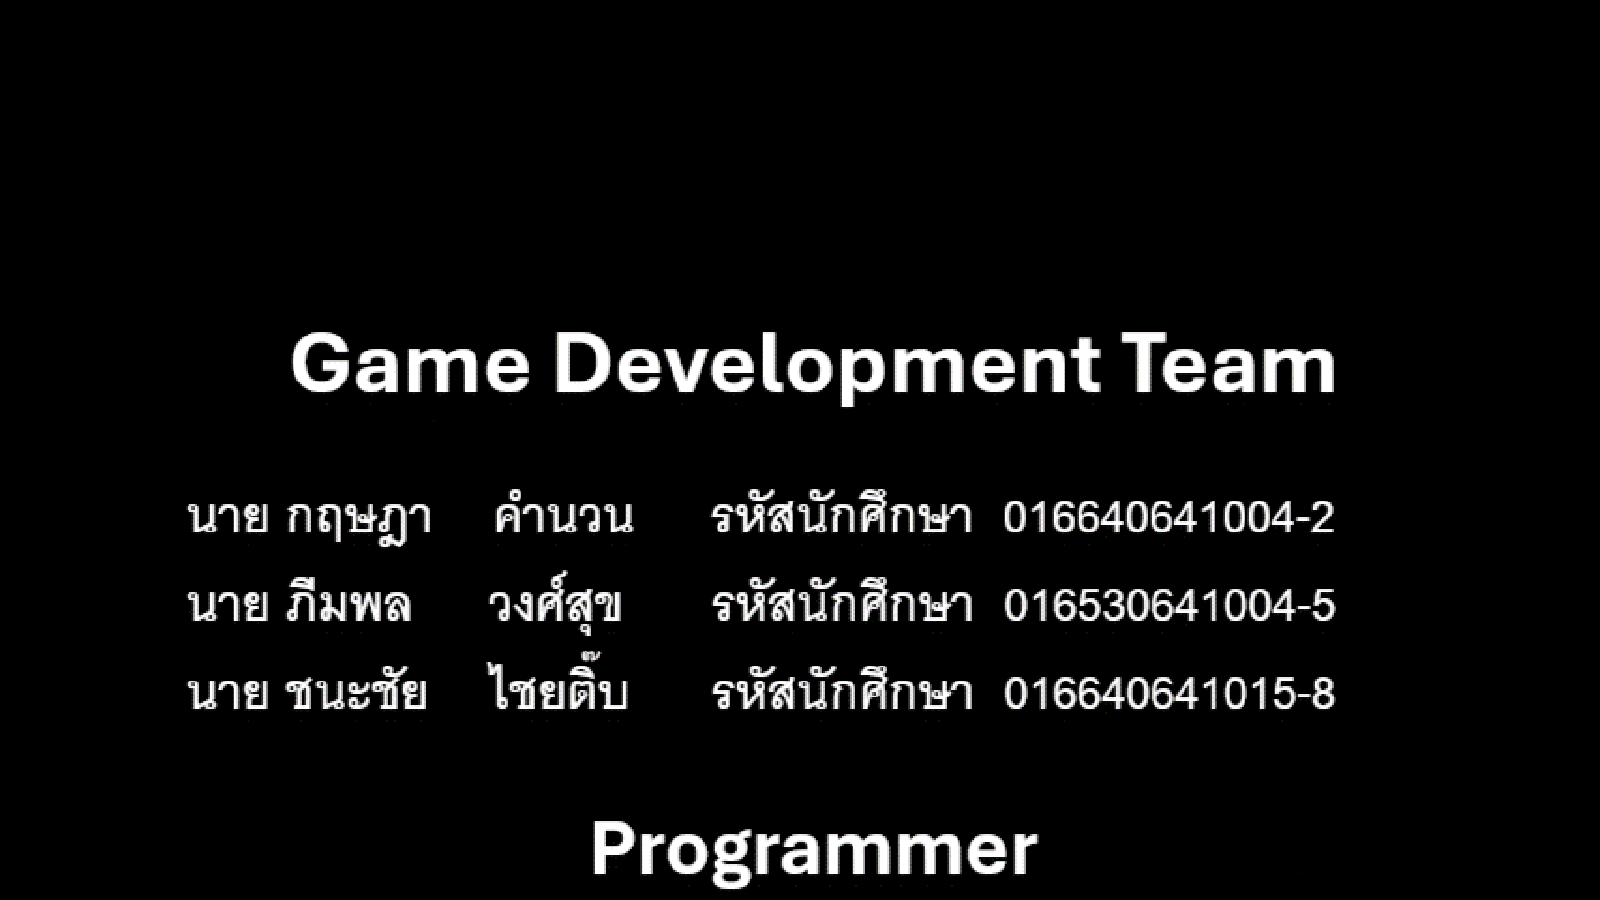 Game Development Team
นาย กฤษฎา คำนวน รหัสนักศึกษา 016640641004-2
นาย ภีมพล วงศ์สุข รหัสนักศึกษา 016530641004-5
นาย ชนะชัย ไชยติ๊บ รหัสนักศึกษา 016640641015-8
Programmer